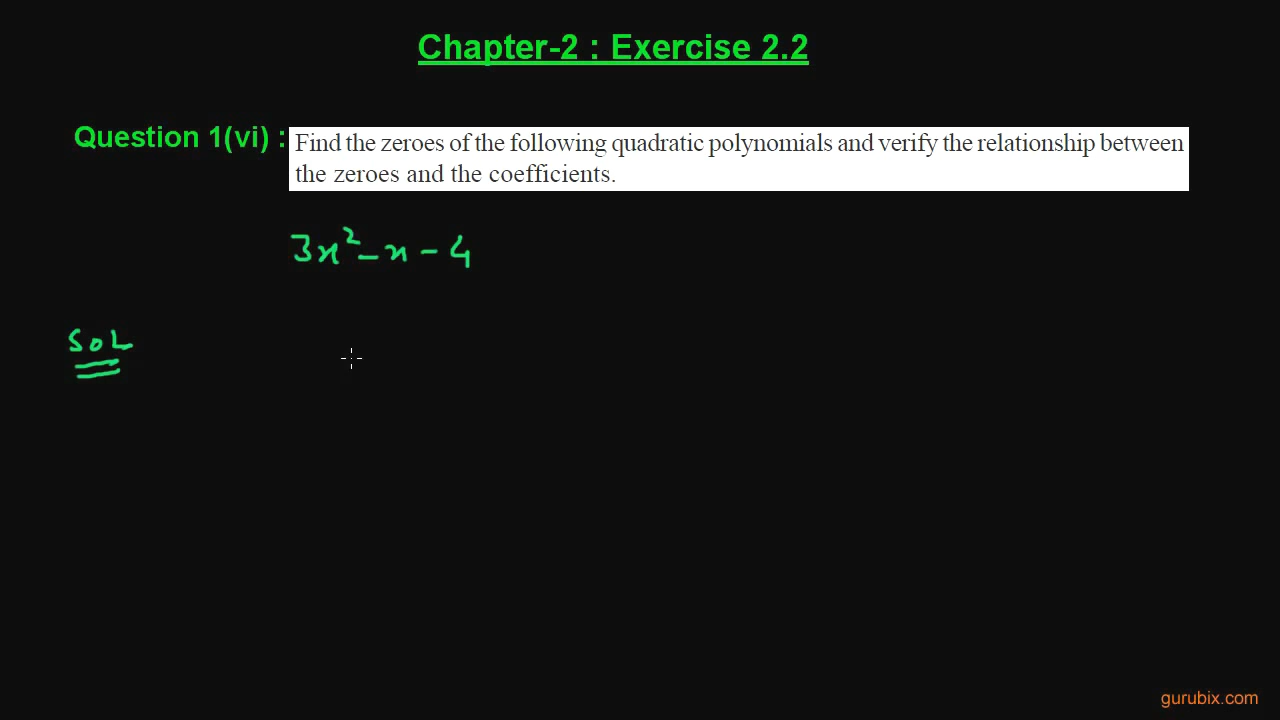 Chapter-2 : Exercise 2.2
Question 1(vi) : Find the zeroes of the following quadratic polynomials and verify the relationship between
the zeroes and the coefficients.
3x² - x - 4
SOL
gurubix.com